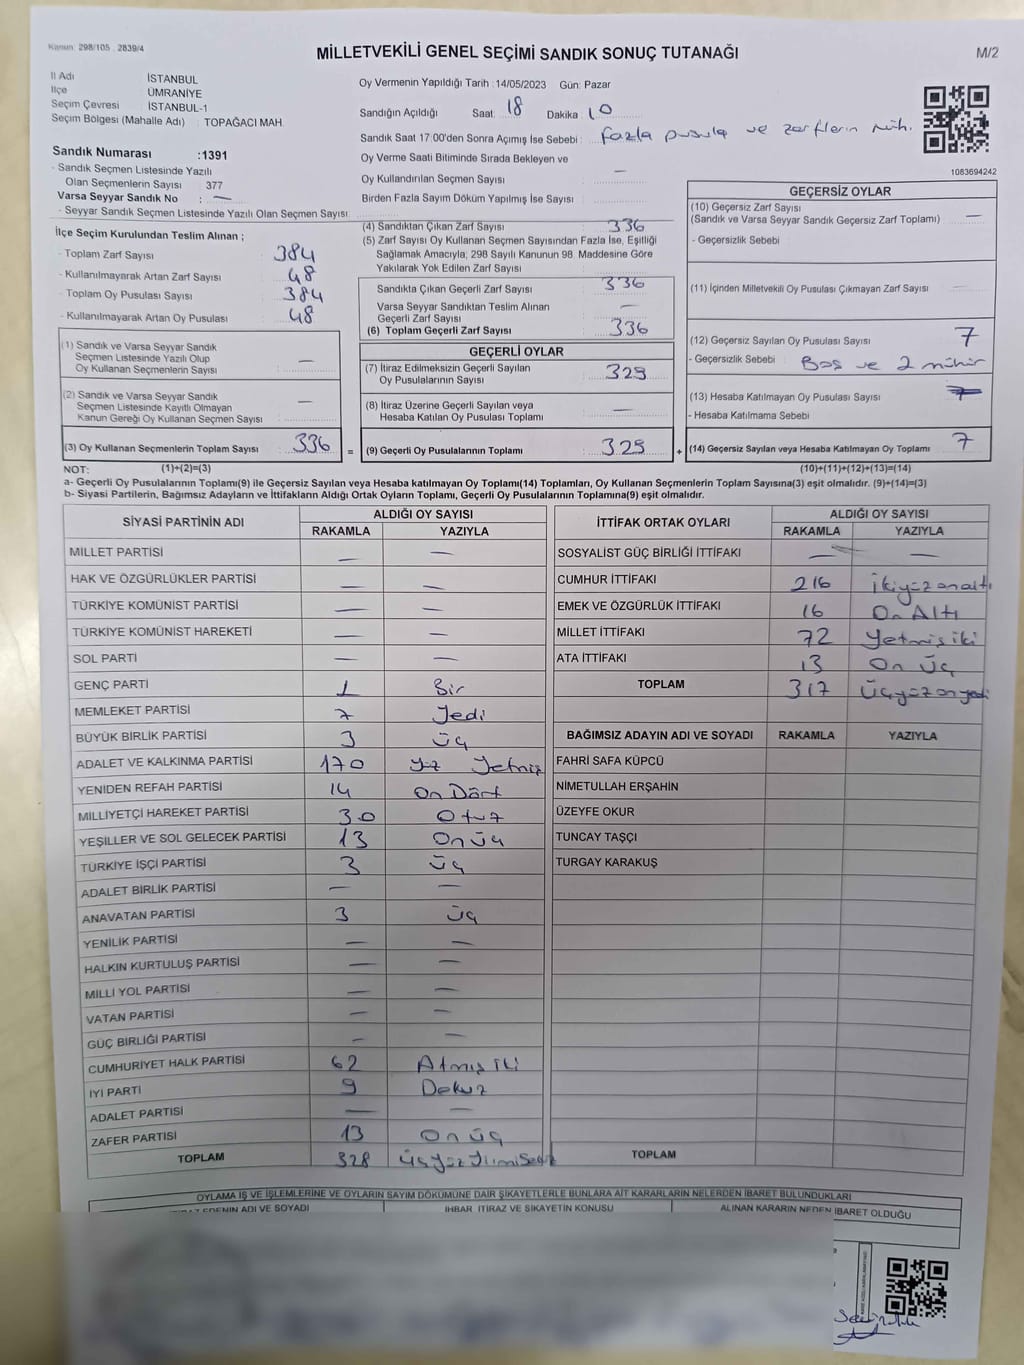 Kanun: 298/105 , 2839/4
MİLLETVEKİLİ GENEL SEÇİMİ SANDIK SONUÇ TUTANAĞI
M/2
İl Adı İSTANBUL
İlçe ÜMRANİYE
Seçim Çevresi İSTANBUL-1
Seçim Bölgesi (Mahalle Adı) : TOPAĞACI MAH.
Sandık Numarası :1391
- Sandık Seçmen Listesinde Yazılı
Olan Seçmenlerin Sayısı : 377
Varsa Seyyar Sandık No : —
- Seyyar Sandık Seçmen Listesinde Yazılı Olan Seçmen Sayısı
Oy Vermenin Yapıldığı Tarih : 14/05/2023 Gün: Pazar
Sandığın Açıldığı Saat: 18 Dakika 10
Sandık Saat 17:00'den Sonra Açımış İse Sebebi : Fazla pusula ve zarfların müh.
Oy Verme Saati Bitiminde Sırada Bekleyen ve
Oy Kullandırılan Seçmen Sayısı : —
Birden Fazla Sayım Döküm Yapılmış İse Sayısı :
1083694242
İlçe Seçim Kurulundan Teslim Alınan ;
- Toplam Zarf Sayısı : 384
- Kullanılmayarak Artan Zarf Sayısı : 48
- Toplam Oy Pusulası Sayısı : 384
- Kullanılmayarak Artan Oy Pusulası : 48
(4) Sandıktan Çıkan Zarf Sayısı : 336
(5) Zarf Sayısı Oy Kullanan Seçmen Sayısından Fazla İse, Eşitliği
Sağlamak Amacıyla; 298 Sayılı Kanunun 98. Maddesine Göre
Yakılarak Yok Edilen Zarf Sayısı :
Sandıkta Çıkan Geçerli Zarf Sayısı : 336
Varsa Seyyar Sandıktan Teslim Alınan
Geçerli Zarf Sayısı : —
(6) Toplam Geçerli Zarf Sayısı : 336
GEÇERSİZ OYLAR
(10) Geçersiz Zarf Sayısı
(Sandık ve Varsa Seyyar Sandık Geçersiz Zarf Toplamı) : —
- Geçersizlik Sebebi :
(11) İçinden Milletvekili Oy Pusulası Çıkmayan Zarf Sayısı : —
(12) Geçersiz Sayılan Oy Pusulası Sayısı : 7
- Geçersizlik Sebebi : Boş ve 2 mühür
(13) Hesaba Katılmayan Oy Pusulası Sayısı :
- Hesaba Katılmama Sebebi :
(14) Geçersiz Sayılan veya Hesaba Katılmayan Oy Toplamı : 7
(1) Sandık ve Varsa Seyyar Sandık
Seçmen Listesinde Yazılı Olup
Oy Kullanan Seçmenlerin Sayısı : —
(2) Sandık ve Varsa Seyyar Sandık
Seçmen Listesinde Kayıtlı Olmayan
Kanun Gereği Oy Kullanan Seçmen Sayısı : —
(3) Oy Kullanan Seçmenlerin Toplam Sayısı : 336
=
GEÇERLİ OYLAR
(7) İtiraz Edilmeksizin Geçerli Sayılan
Oy Pusulalarının Sayısı : 329
(8) İtiraz Üzerine Geçerli Sayılan veya
Hesaba Katılan Oy Pusulası Toplamı : —
(9) Geçerli Oy Pusulalarının Toplamı : 329
+
NOT: (1)+(2)=(3) (10)+(11)+(12)+(13)=(14)
a- Geçerli Oy Pusulalarının Toplamı(9) ile Geçersiz Sayılan veya Hesaba katılmayan Oy Toplamı(14) Toplamları, Oy Kullanan Seçmenlerin Toplam Sayısına(3) eşit olmalıdır. (9)+(14)=(3)
b- Siyasi Partilerin, Bağımsız Adayların ve İttifakların Aldığı Ortak Oyların Toplamı, Geçerli Oy Pusulalarının Toplamına(9) eşit olmalıdır.
SİYASİ PARTİNİN ADI ALDIĞI OY SAYISI
RAKAMLA YAZIYLA
MİLLET PARTİSİ — —
HAK VE ÖZGÜRLÜKLER PARTİSİ — —
TÜRKİYE KOMÜNİST PARTİSİ — —
TÜRKİYE KOMÜNİST HAREKETİ — —
SOL PARTİ — —
GENÇ PARTİ 1 Bir
MEMLEKET PARTİSİ 7 Yedi
BÜYÜK BİRLİK PARTİSİ 3 Üç
ADALET VE KALKINMA PARTİSİ 170 Yüz Yetmiş
YENİDEN REFAH PARTİSİ 14 On Dört
MİLLİYETÇİ HAREKET PARTİSİ 30 Otuz
YEŞİLLER VE SOL GELECEK PARTİSİ 13 On üç
TÜRKİYE İŞÇİ PARTİSİ 3 Üç
ADALET BİRLİK PARTİSİ — —
ANAVATAN PARTİSİ 3 Üç
YENİLİK PARTİSİ — —
HALKIN KURTULUŞ PARTİSİ — —
MİLLİ YOL PARTİSİ — —
VATAN PARTİSİ — —
GÜÇ BİRLİĞİ PARTİSİ — —
CUMHURİYET HALK PARTİSİ 62 Atmış iki
İYİ PARTİ 9 Dokuz
ADALET PARTİSİ — —
ZAFER PARTİSİ 13 On üç
TOPLAM 328 Üç Yüz Yirmi Sekiz
İTTİFAK ORTAK OYLARI ALDIĞI OY SAYISI
RAKAMLA YAZIYLA
SOSYALİST GÜÇ BİRLİĞİ İTTİFAKI — —
CUMHUR İTTİFAKI 216 İkiyüzonaltı
EMEK VE ÖZGÜRLÜK İTTİFAKI 16 On Altı
MİLLET İTTİFAKI 72 Yetmiş iki
ATA İTTİFAKI 13 On Üç
TOPLAM 317 Üçyüzonyedi
BAĞIMSIZ ADAYIN ADI VE SOYADI RAKAMLA YAZIYLA
FAHRİ SAFA KÜPCÜ
NİMETULLAH ERŞAHİN
ÜZEYFE OKUR
TUNCAY TAŞÇI
TURGAY KARAKUŞ
TOPLAM
OYLAMA İŞ VE İŞLEMLERİNE VE OYLARIN SAYIM DÖKÜMÜNE DAİR ŞİKAYETLERLE BUNLARA AİT KARARLARIN NELERDEN İBARET BULUNDUKLARI
EDENİN ADI VE SOYADI İHBAR, İTİRAZ VE ŞİKAYETİN KONUSU ALINAN KARARIN NEDEN İBARET OLDUĞU